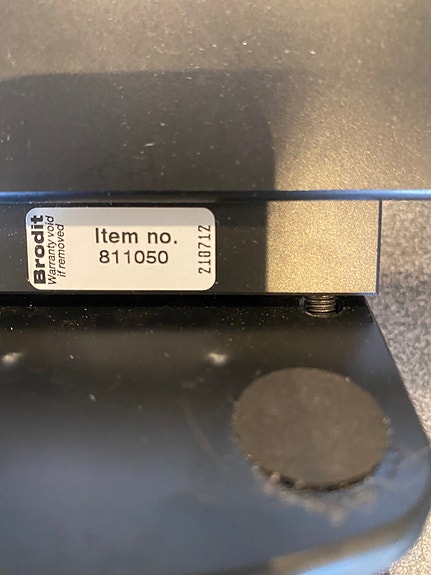 Brodit
Warranty void
if removed
Item no.
811050
210712